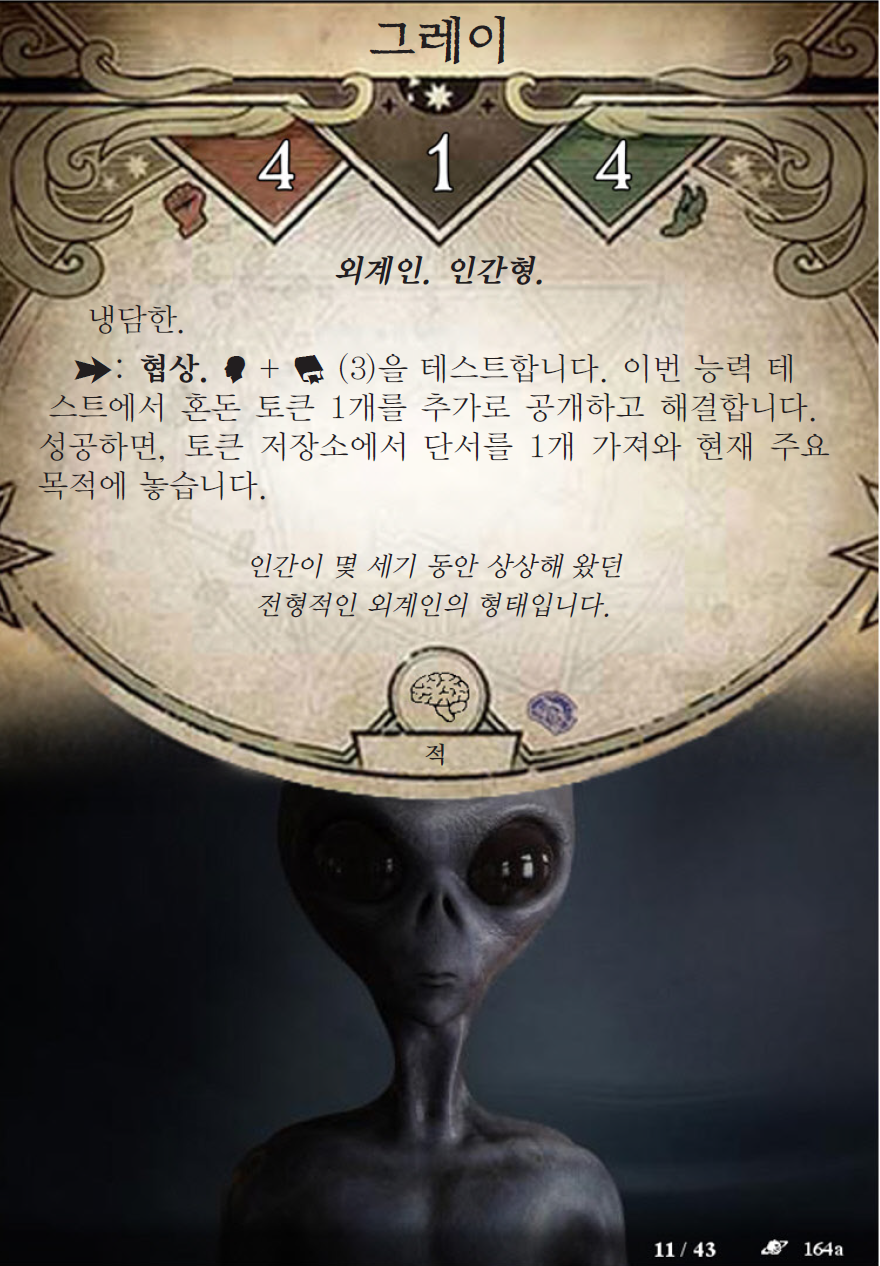 그레이
4 1 4
외계인. 인간형.
냉담한.
: 협상. + (3)을 테스트합니다. 이번 능력 테
스트에서 혼돈 토큰 1개를 추가로 공개하고 해결합니다.
성공하면, 토큰 저장소에서 단서를 1개 가져와 현재 주요
목적에 놓습니다.
인간이 몇 세기 동안 상상해 왔던
전형적인 외계인의 형태입니다.
적
11 / 43 164a